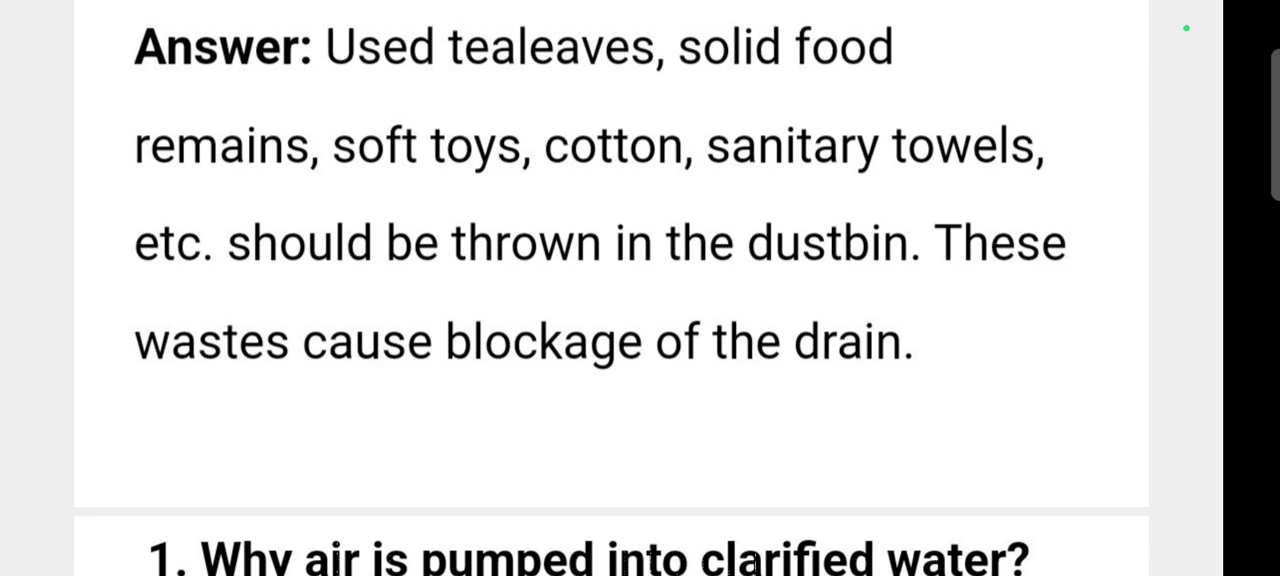 Answer: Used tealeaves, solid food
remains, soft toys, cotton, sanitary towels,
etc. should be thrown in the dustbin. These
wastes cause blockage of the drain.
1. Why air is pumped into clarified water?